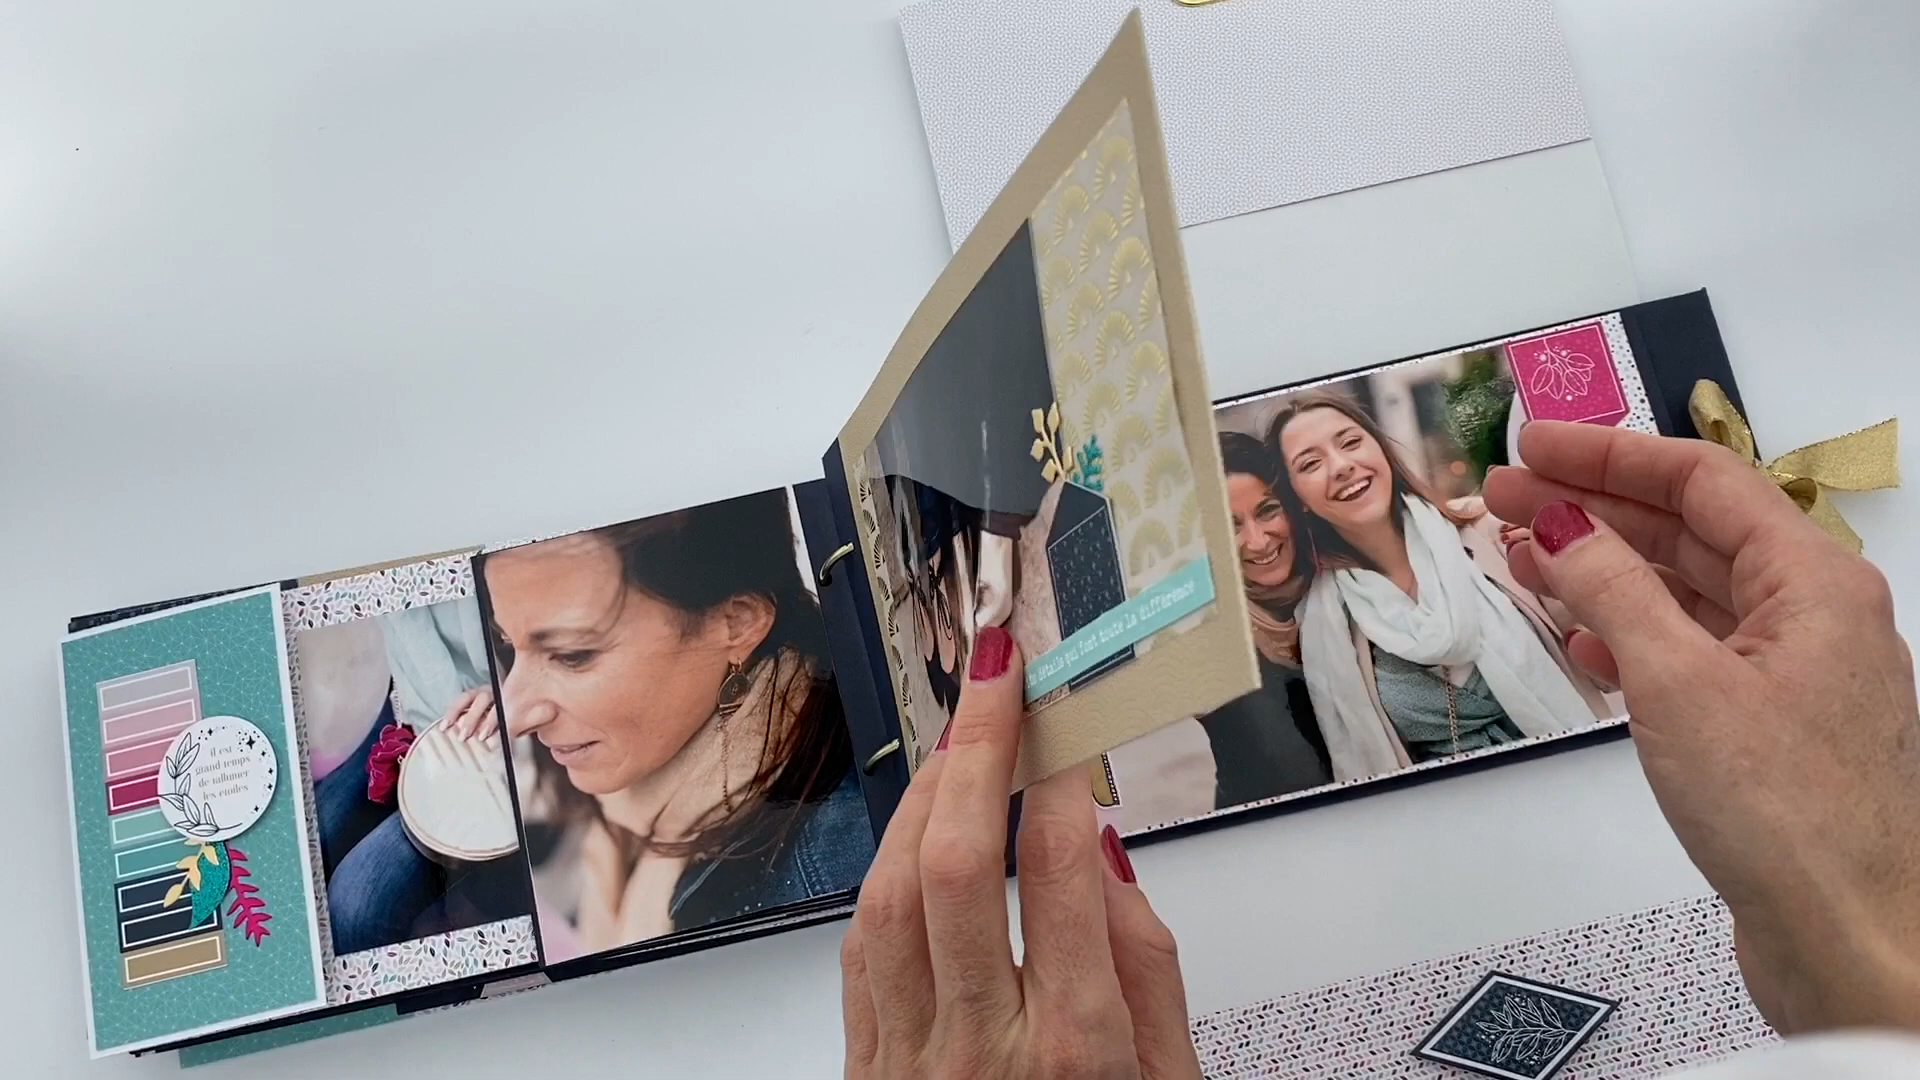 il est
grand temps
de rallumer
les étoiles
détails qui font toute la différence